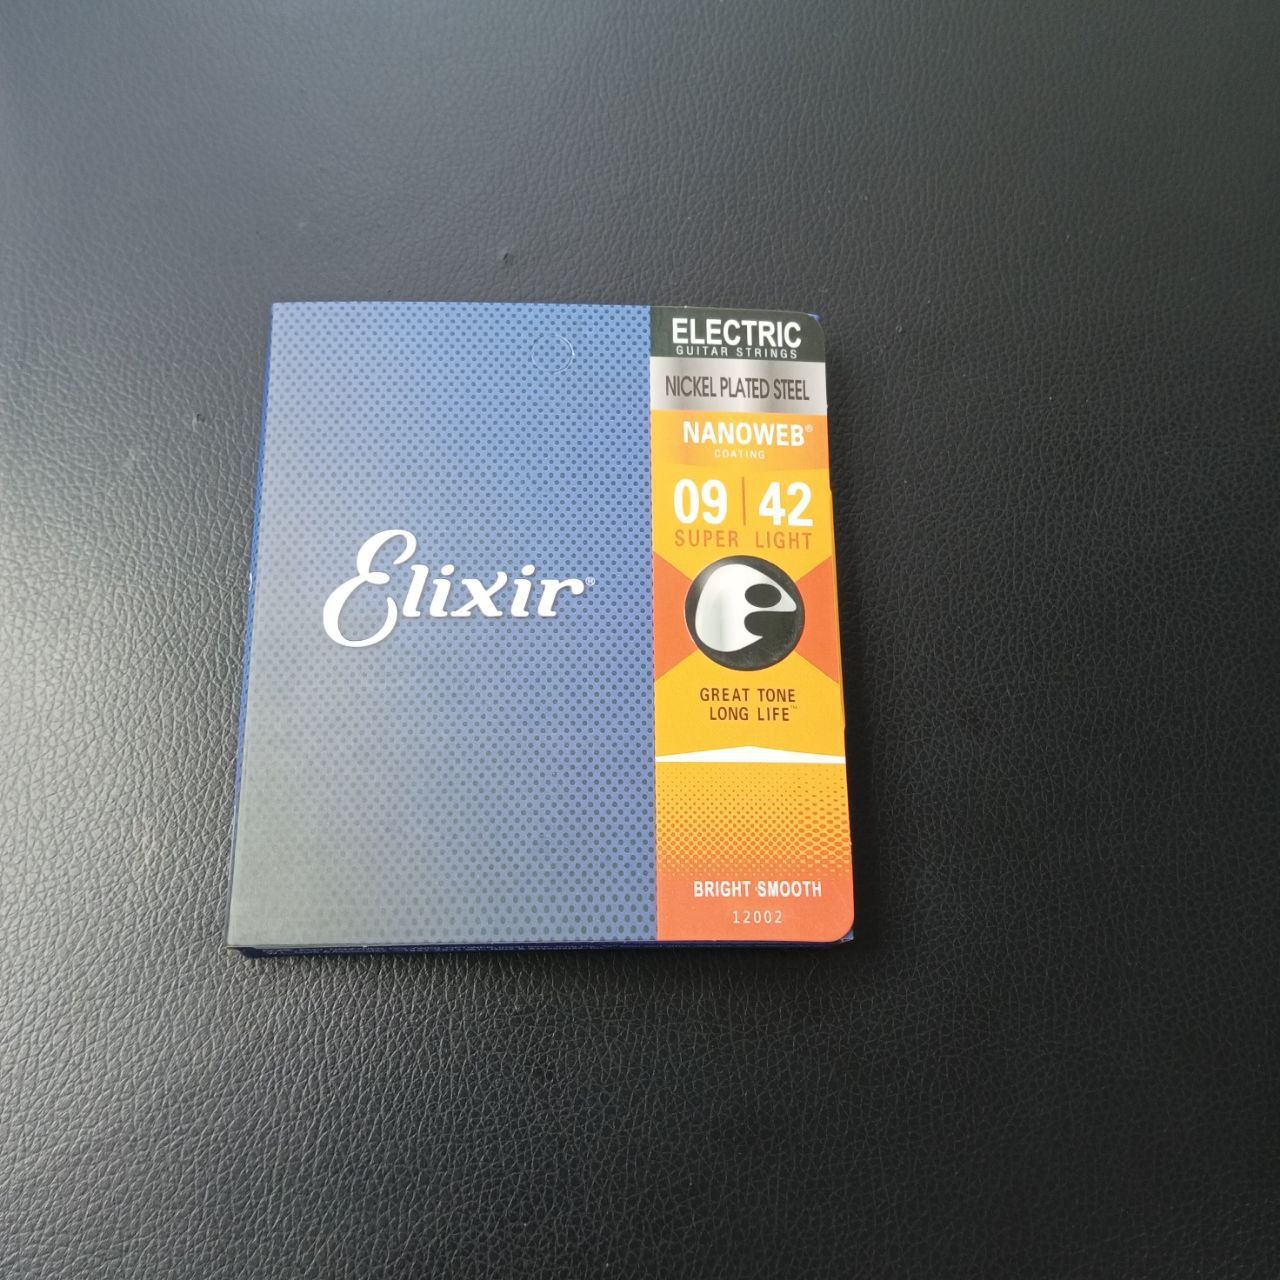 Elixir®
ELECTRIC
GUITAR STRINGS
NICKEL PLATED STEEL
NANOWEB®
COATING
09 | 42
SUPER LIGHT
GREAT TONE
LONG LIFE™
BRIGHT·SMOOTH
12002